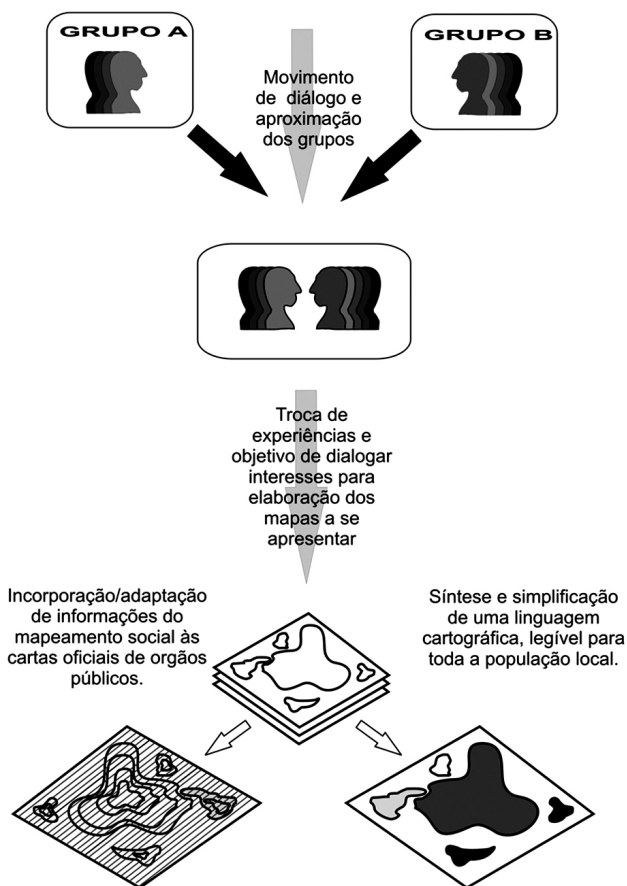 GRUPO A
GRUPO B
Movimento
de diálogo e
aproximação
dos grupos
Troca de
experiências e
objetivo de dialogar
interesses para
elaboração dos
mapas a se
apresentar
Incorporação/adaptação
de informações do
mapeamento social às
cartas oficiais de orgãos
públicos.
Síntese e simplificação
de uma linguagem
cartográfica, legível para
toda a população local.